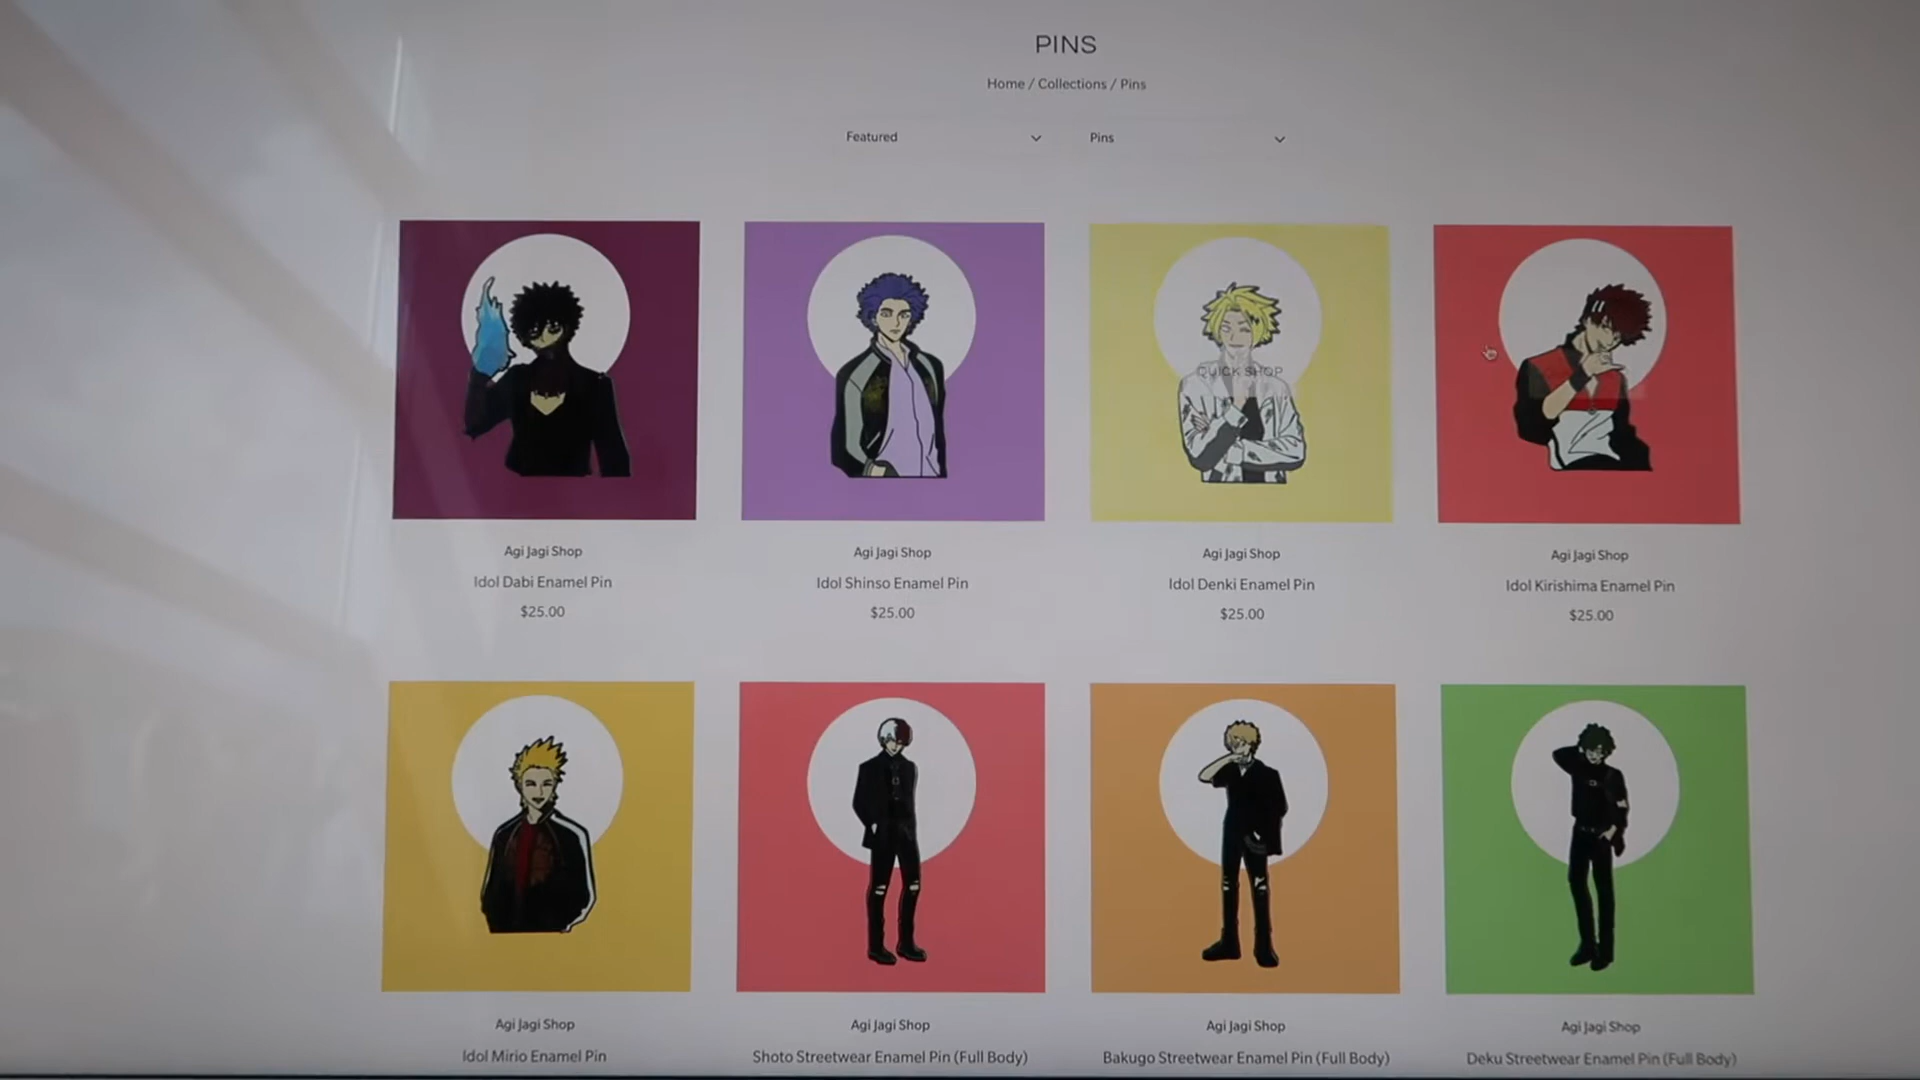 PINS
Home / Collections / Pins
Featured
Pins
QUICK SHOP
Agi Jagi Shop
Idol Dabi Enamel Pin
$25.00
Agi Jagi Shop
Idol Shinso Enamel Pin
$25.00
Agi Jagi Shop
Idol Denki Enamel Pin
$25.00
Agi Jagi Shop
Idol Kirishima Enamel Pin
$25.00
Agi Jagi Shop
Idol Mirio Enamel Pin
Agi Jagi Shop
Shoto Streetwear Enamel Pin (Full Body)
Agi Jagi Shop
Bakugo Streetwear Enamel Pin (Full Body)
Agi Jagi Shop
Deku Streetwear Enamel Pin (Full Body)